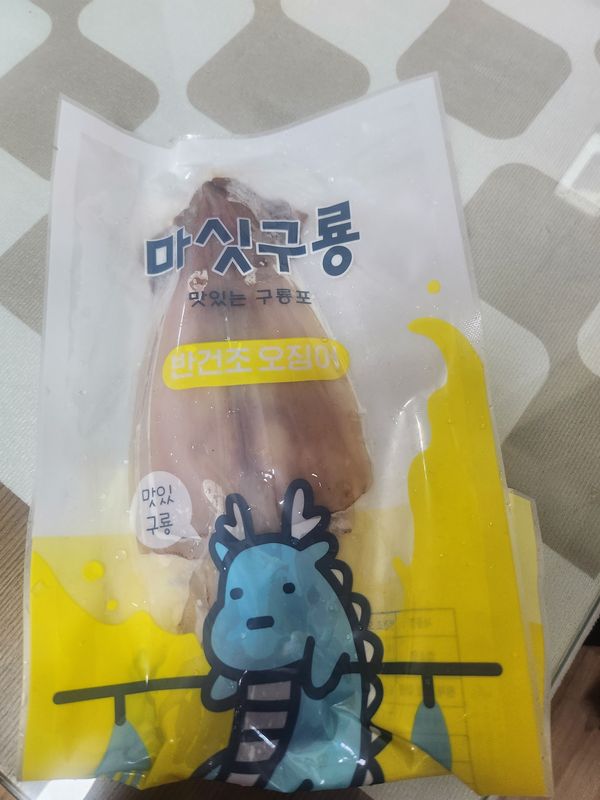 마싯구룡
맛있는 구룡포
반건조 오징어
맛있
구룡